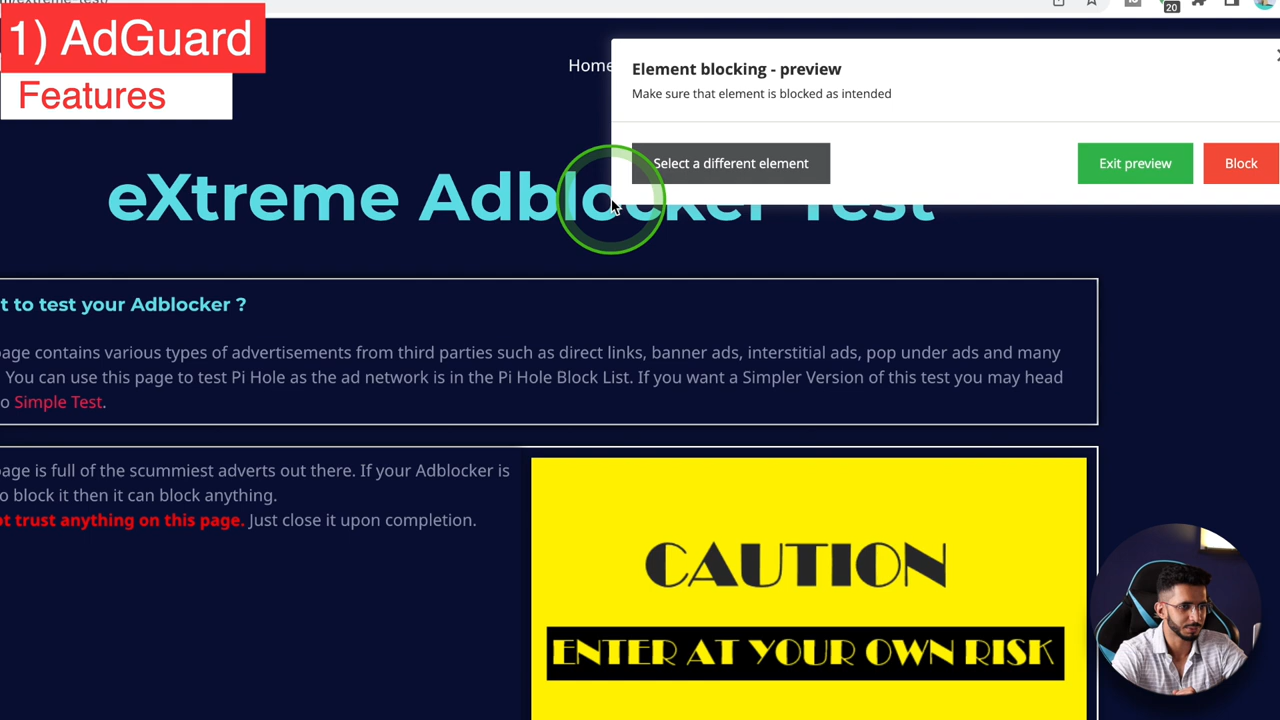 extreme_test/
20
1) AdGuard
Features
Home
Element blocking - preview
Make sure that element is blocked as intended
Select a different element
Exit preview
Block
eXtreme Adblocker Test
t to test your Adblocker ?
age contains various types of advertisements from third parties such as direct links, banner ads, interstitial ads, pop under ads and many
You can use this page to test Pi Hole as the ad network is in the Pi Hole Block List. If you want a Simpler Version of this test you may head
o Simple Test.
age is full of the scummiest adverts out there. If your Adblocker is
o block it then it can block anything.
ot trust anything on this page. Just close it upon completion.
CAUTION
ENTER AT YOUR OWN RISK